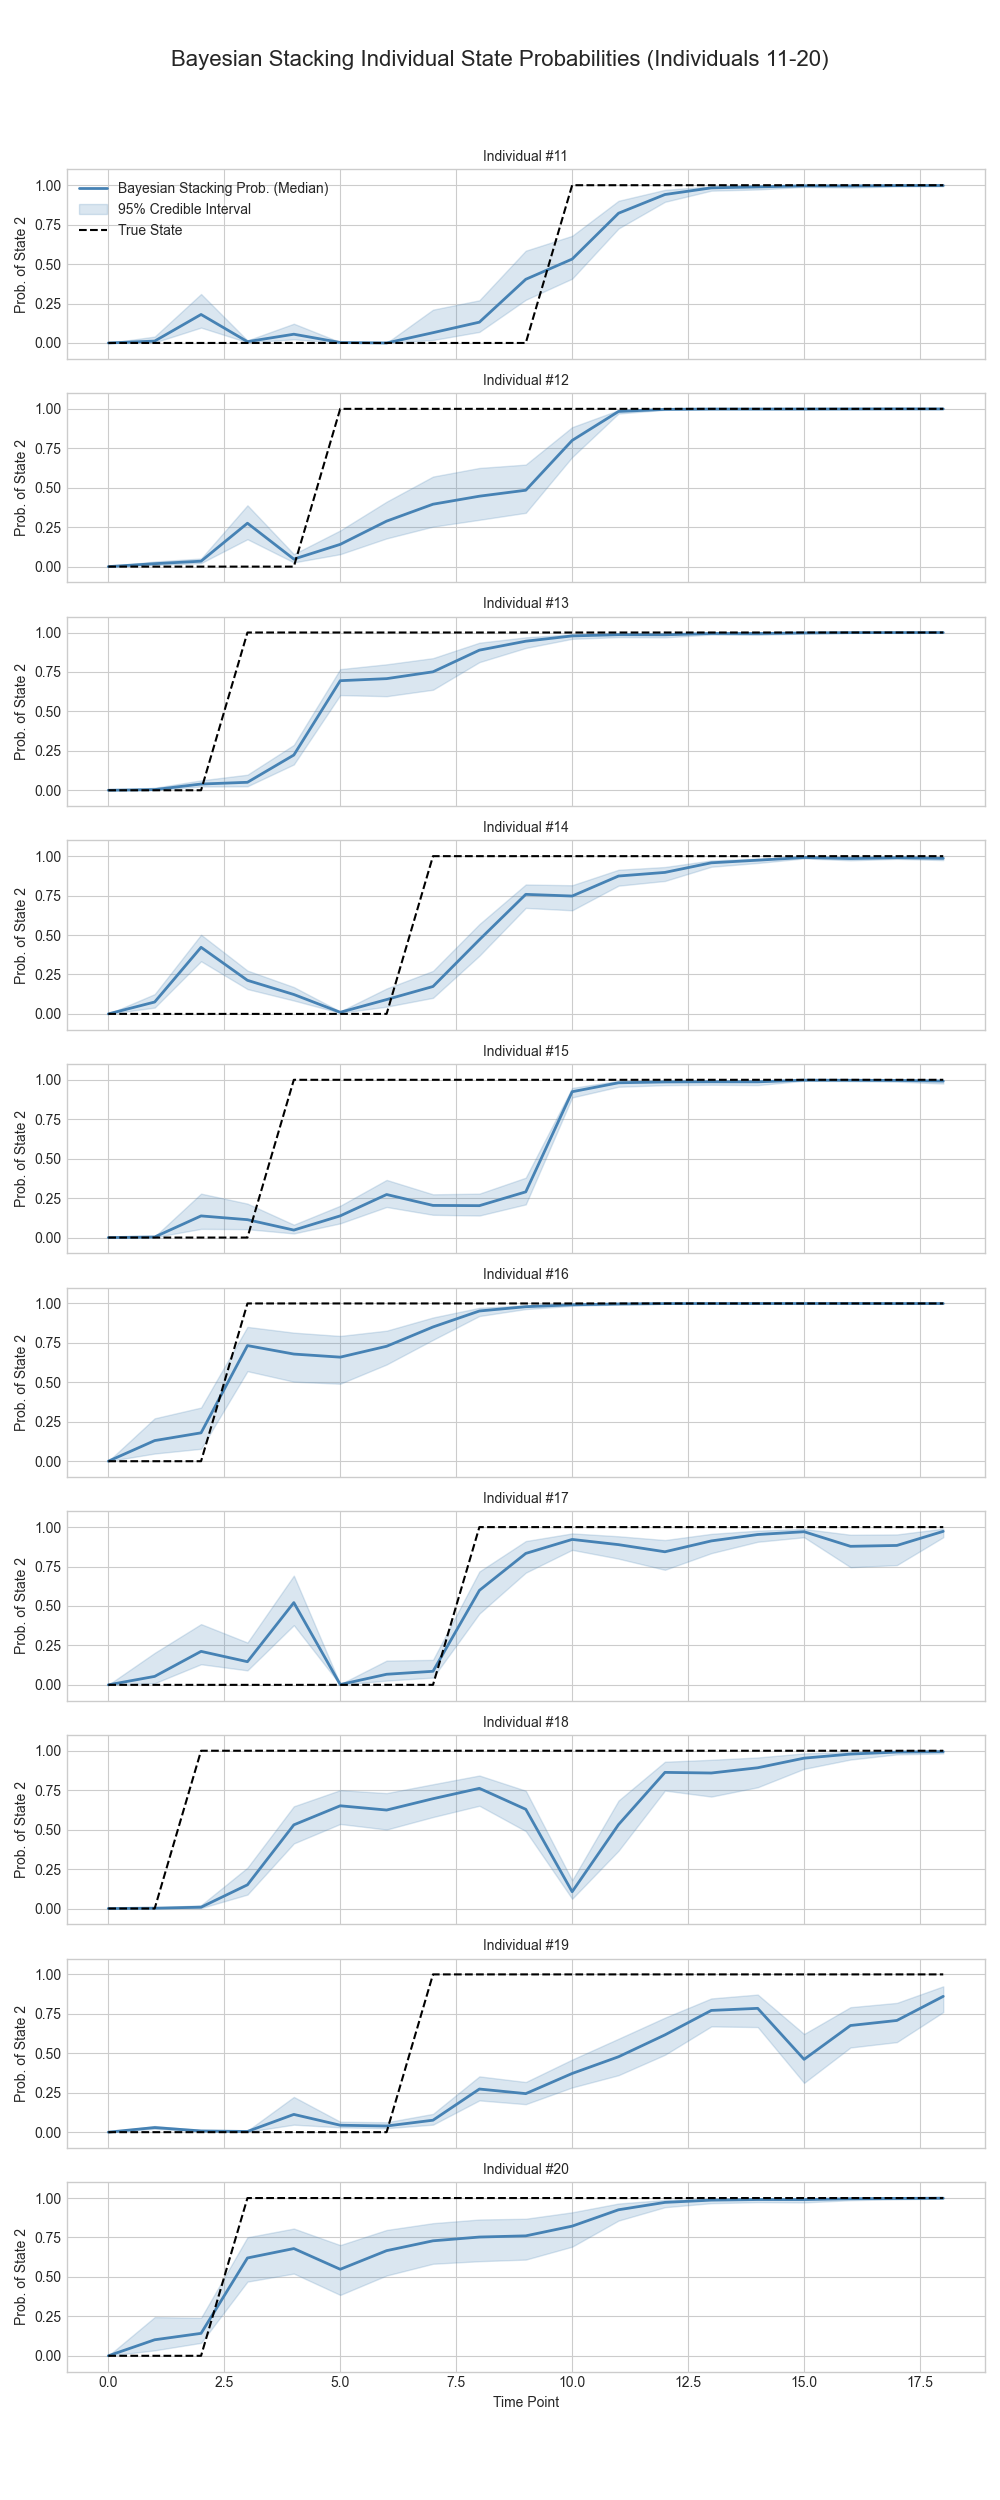 Bayesian Stacking Individual State Probabilities (Individuals 11-20)
Individual #11
Bayesian Stacking Prob. (Median)
95% Credible Interval
True State
Prob. of State 2
1.00
0.75
0.50
0.25
0.00
Individual #12
Prob. of State 2
1.00
0.75
0.50
0.25
0.00
Individual #13
Prob. of State 2
1.00
0.75
0.50
0.25
0.00
Individual #14
Prob. of State 2
1.00
0.75
0.50
0.25
0.00
Individual #15
Prob. of State 2
1.00
0.75
0.50
0.25
0.00
Individual #16
Prob. of State 2
1.00
0.75
0.50
0.25
0.00
Individual #17
Prob. of State 2
1.00
0.75
0.50
0.25
0.00
Individual #18
Prob. of State 2
1.00
0.75
0.50
0.25
0.00
Individual #19
Prob. of State 2
1.00
0.75
0.50
0.25
0.00
Individual #20
Prob. of State 2
1.00
0.75
0.50
0.25
0.00
0.0 2.5 5.0 7.5 10.0 12.5 15.0 17.5
Time Point